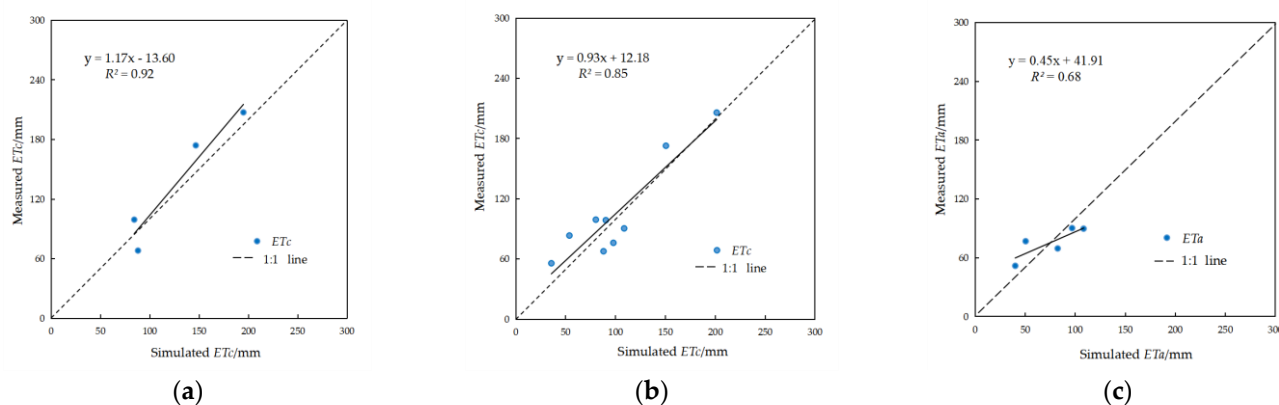 300
240
180
120
60
0
Measured ETc/mm
y = 1.17x - 13.60
R² = 0.92
ETc
1:1 line
0 50 100 150 200 250 300
Simulated ETc/mm
(a)
300
240
180
120
60
0
Measured ETc/mm
y = 0.93x + 12.18
R² = 0.85
ETc
1:1 line
0 50 100 150 200 250 300
Simulated ETc/mm
(b)
300
240
180
120
60
0
Measured ETa/mm
y = 0.45x + 41.91
R² = 0.68
ETa
1:1 line
0 50 100 150 200 250 300
Simulated ETa/mm
(c)